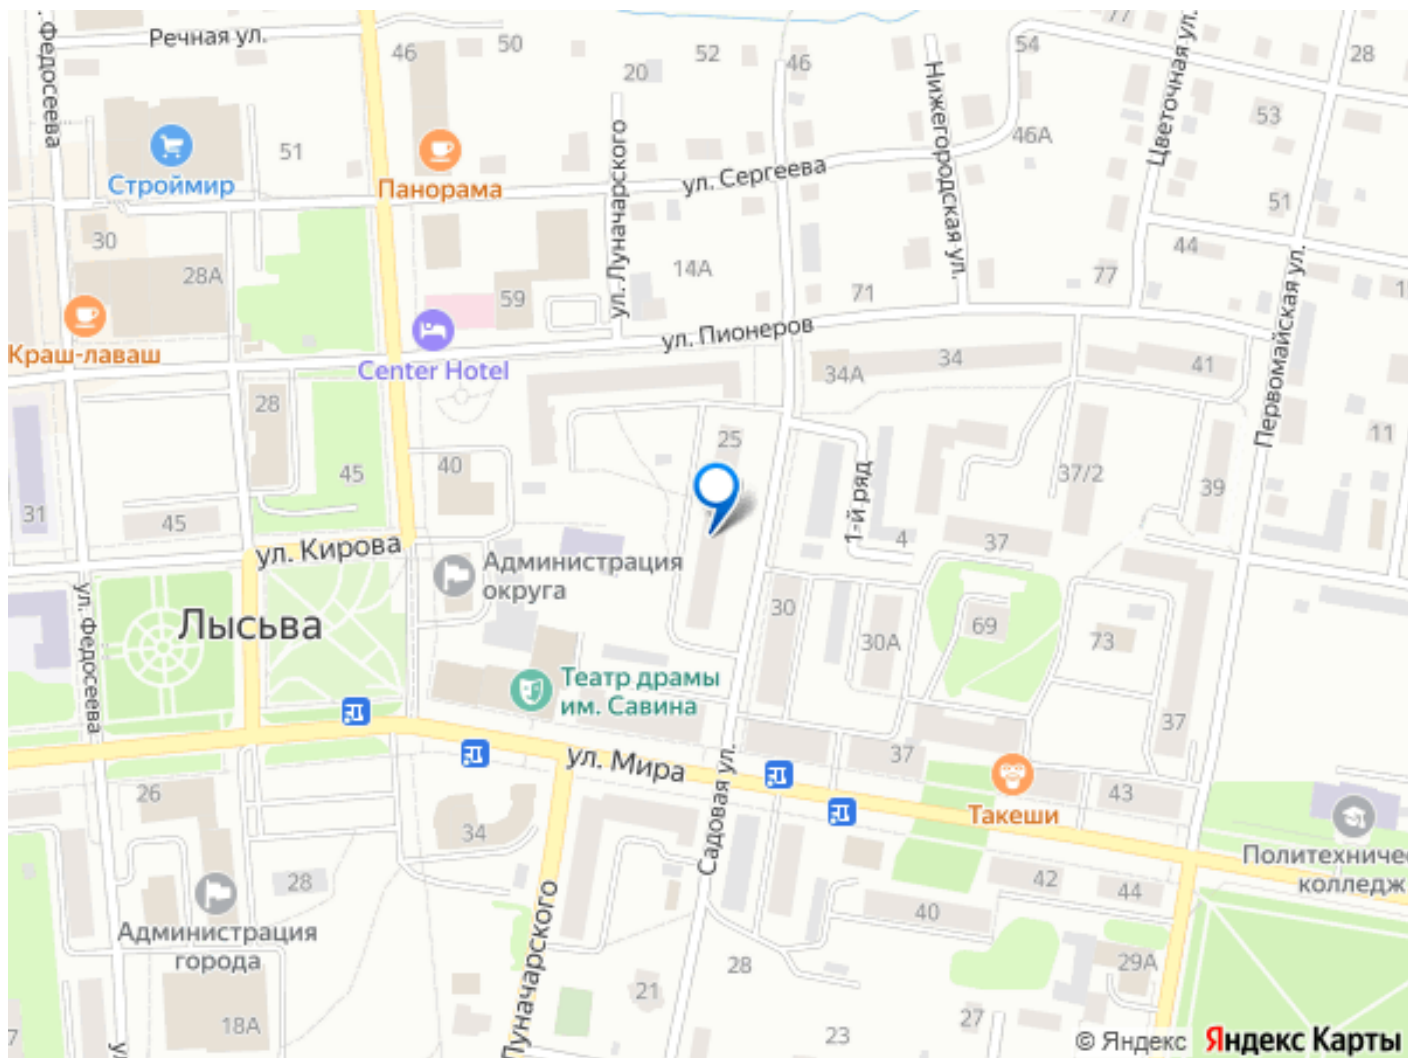 ул. Федосеева
Речная ул.
46
50
52
20
46
Нижегородская ул.
54
77
Цветочная ул.
28
Строймир
51
Панорама
ул. Луначарского
ул. Сергеева
46А
53
51
30
28А
59
14А
71
44
77
Первомайская ул.
Краш-лаваш
Center Hotel
ул. Пионеров
34А
34
41
28
45
40
25
1-й ряд
37/2
39
11
31
45
ул. Кирова
Администрация
округа
4
37
ул. Федосеева
Лысьва
30
30А
69
73
Театр драмы
им. Савина
37
ул. Мира
Садовая ул.
37
Такеши
43
26
34
Политехничес
колледж
28
42
44
40
Администрация
города
Луначарского
28
29А
21
18А
23
27
7
© Яндекс
Яндекс Карты